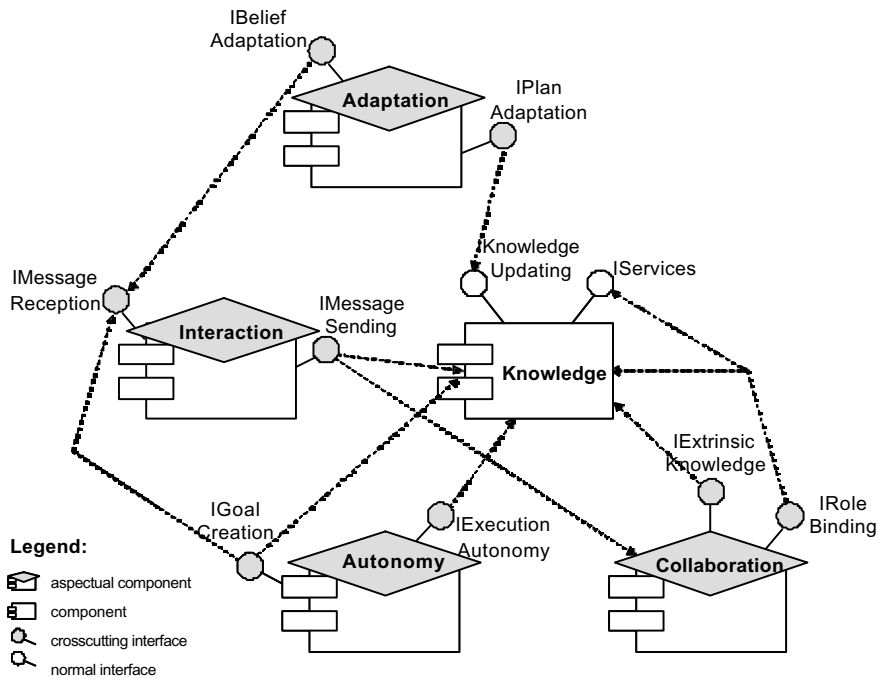 IBelief
Adaptation
Adaptation
IPlan
Adaptation
Knowledge
Updating
IServices
IMessage
Reception
Interaction
IMessage
Sending
Knowledge
IExtrinsic
Knowledge
IRole
Binding
IGoal
Creation
IExecution
Autonomy
Autonomy
Collaboration
Legend:
aspectual component
component
crosscutting interface
normal interface